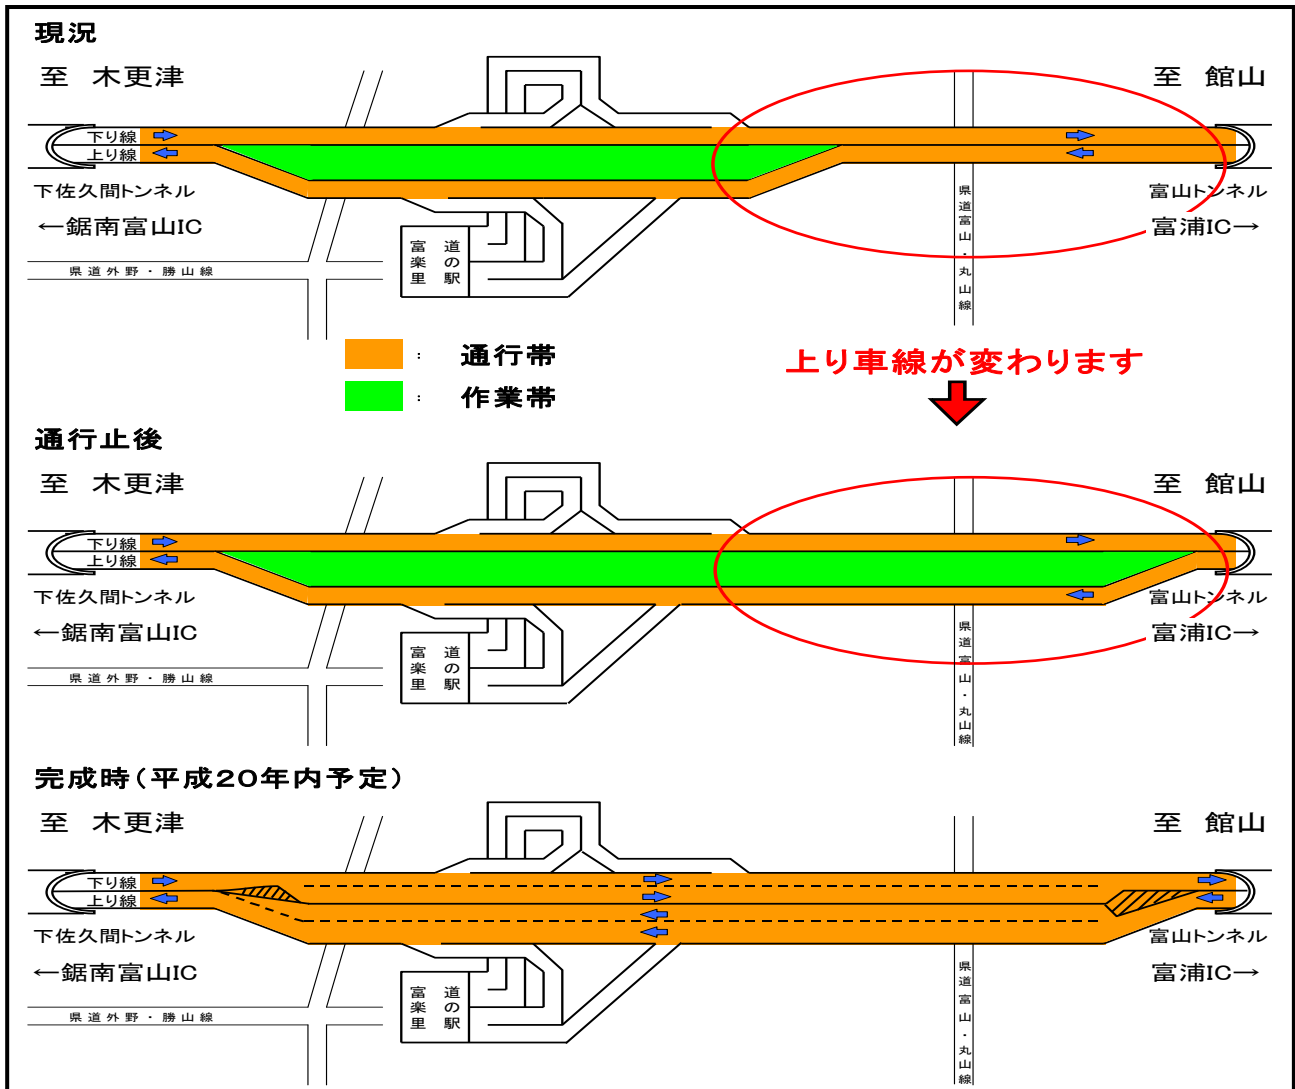 現況
至 木更津
至 館山
下り線
上り線
下佐久間トンネル
富山トンネル
←鋸南富山IC
富浦IC→
県道外野・勝山線
道の駅
富楽里
県道富山・丸山線
: 通行帯
: 作業帯
上り車線が変わります
通行止後
至 木更津
至 館山
下り線
上り線
下佐久間トンネル
富山トンネル
←鋸南富山IC
富浦IC→
県道外野・勝山線
道の駅
富楽里
県道富山・丸山線
完成時(平成20年内予定)
至 木更津
至 館山
下り線
上り線
下佐久間トンネル
富山トンネル
←鋸南富山IC
富浦IC→
県道外野・勝山線
道の駅
富楽里
県道富山・丸山線